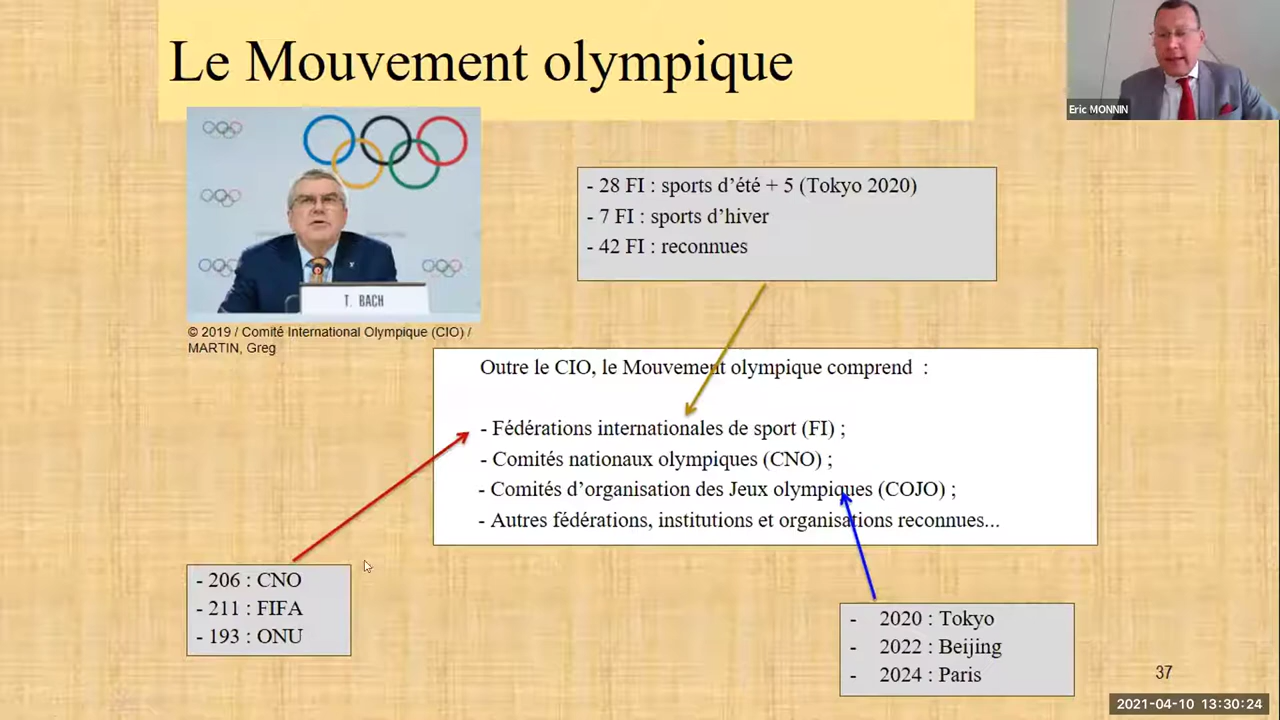 Le Mouvement olympique
Eric MONNIN
T. BACH
© 2019 / Comité International Olympique (CIO) /
MARTIN, Greg
- 28 FI : sports d’été + 5 (Tokyo 2020)
- 7 FI : sports d’hiver
- 42 FI : reconnues
Outre le CIO, le Mouvement olympique comprend  :
- Fédérations internationales de sport (FI) ;
- Comités nationaux olympiques (CNO) ;
- Comités d’organisation des Jeux olympiques (COJO) ;
- Autres fédérations, institutions et organisations reconnues...
- 206 : CNO
- 211 : FIFA
- 193 : ONU
- 2020 : Tokyo
- 2022 : Beijing
- 2024 : Paris
37
2021-04-10 13:30:24